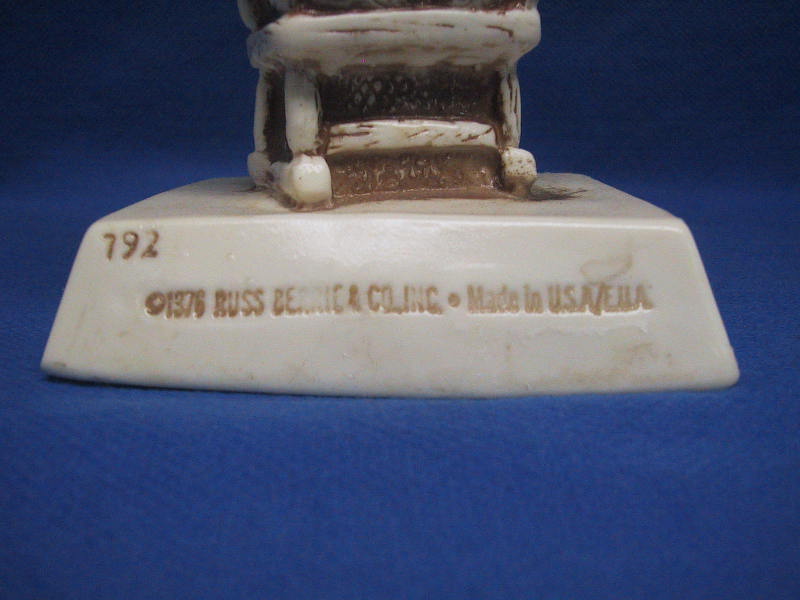 792
©1976 RUSS BERRIE & CO., INC. • Made in U.S.A./E.U.A.